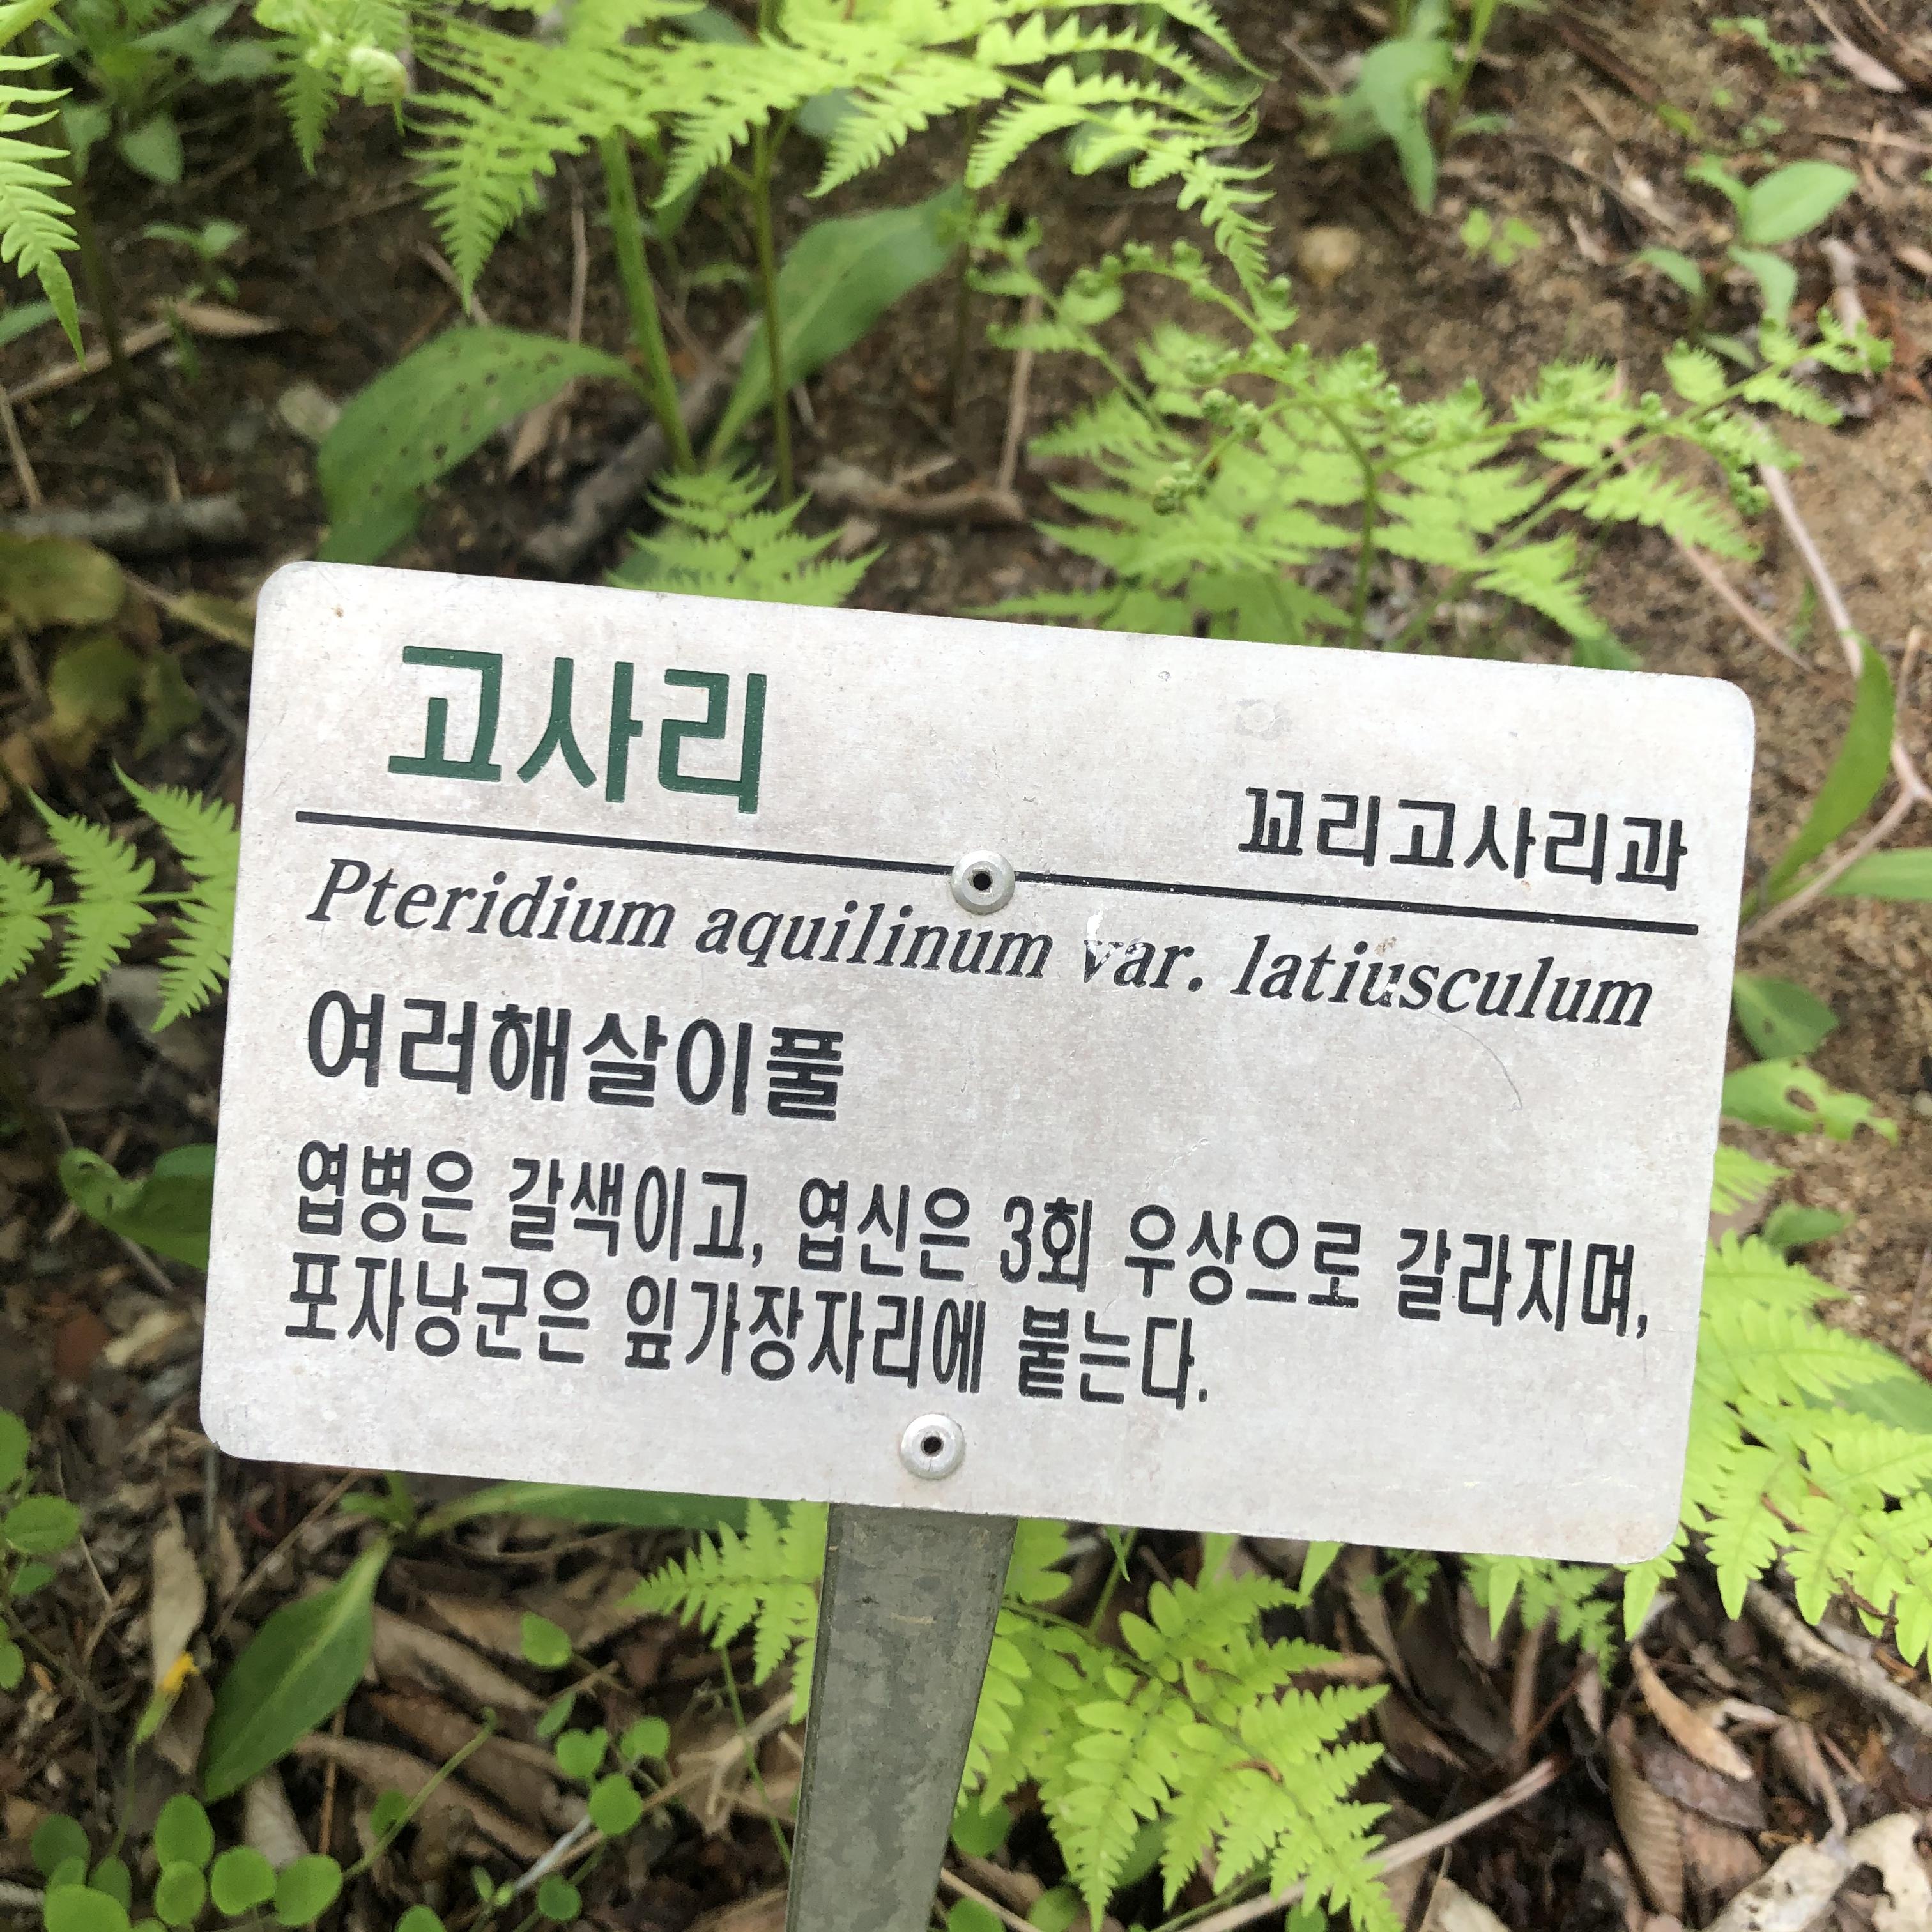 고사리
꼬리고사리과
Pteridium aquilinum var. latiusculum
여러해살이풀
엽병은 갈색이고, 엽신은 3회 우상으로 갈라지며,
포자낭군은 잎가장자리에 붙는다.